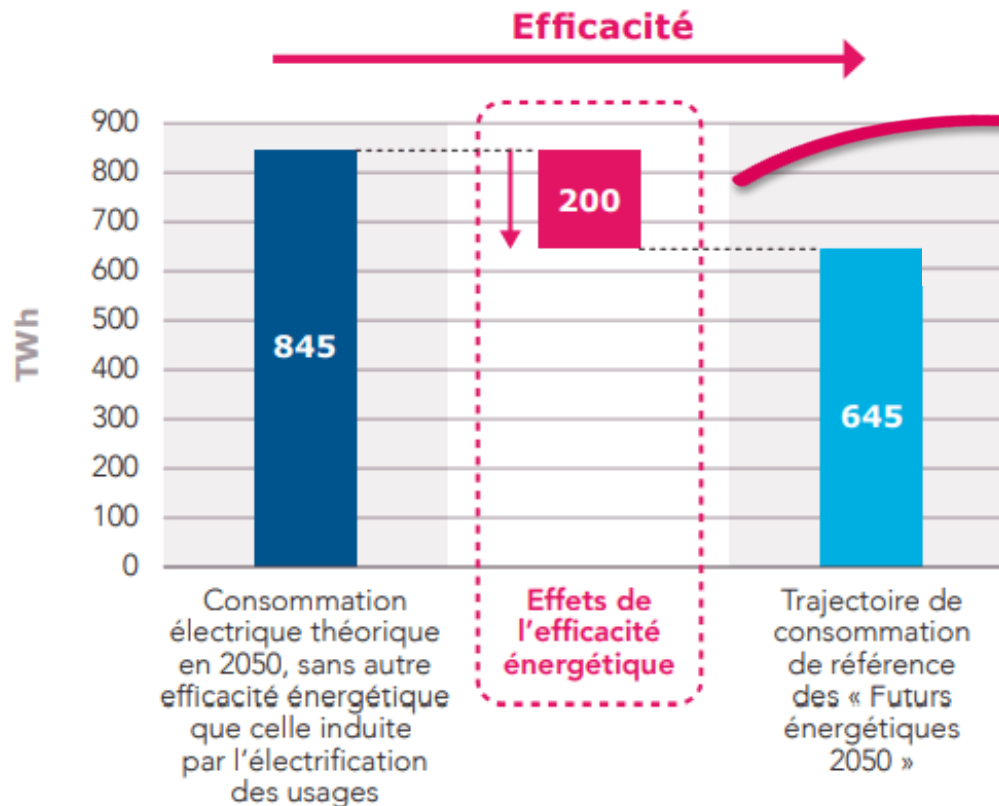 Efficacité
TWh
900
800
700
600
500
400
300
200
100
0
845
200
645
Consommation
électrique théorique
en 2050, sans autre
efficacité énergétique
que celle induite
par l'électrification
des usages
Effets de
l'efficacité
énergétique
Trajectoire de
consommation
de référence
des « Futurs
énergétiques
2050 »